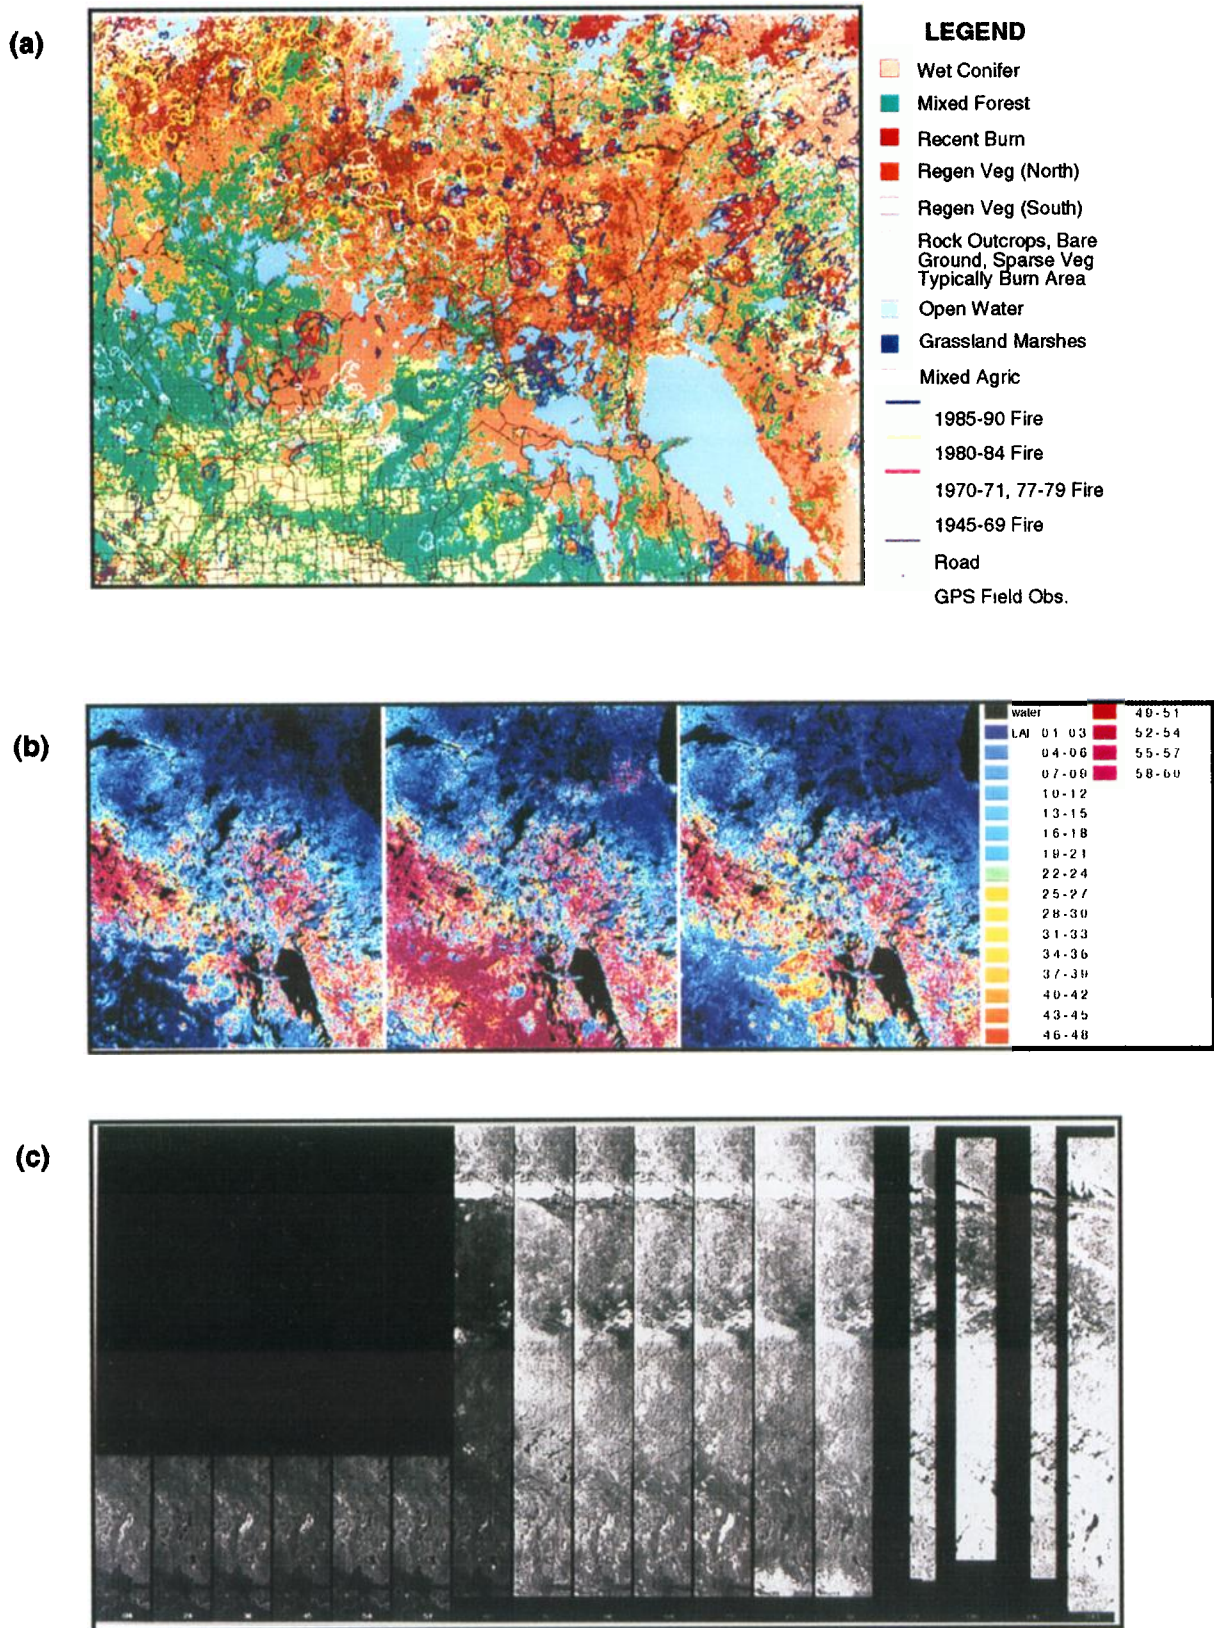 (a)
LEGEND
Wet Conifer
Mixed Forest
Recent Burn
Regen Veg (North)
Regen Veg (South)
Rock Outcrops, Bare
Ground, Sparse Veg
Typically Burn Area
Open Water
Grassland Marshes
Mixed Agric
1985-90 Fire
1980-84 Fire
1970-71, 77-79 Fire
1945-69 Fire
Road
GPS Field Obs.
(b)
water
LAI 01 03
04-06
07-09
10-12
13-15
16-18
19-21
22-24
25-27
28-30
31-33
34-36
37-39
40-42
43-45
46-48
49-51
52-54
55-57
58-60
(c)